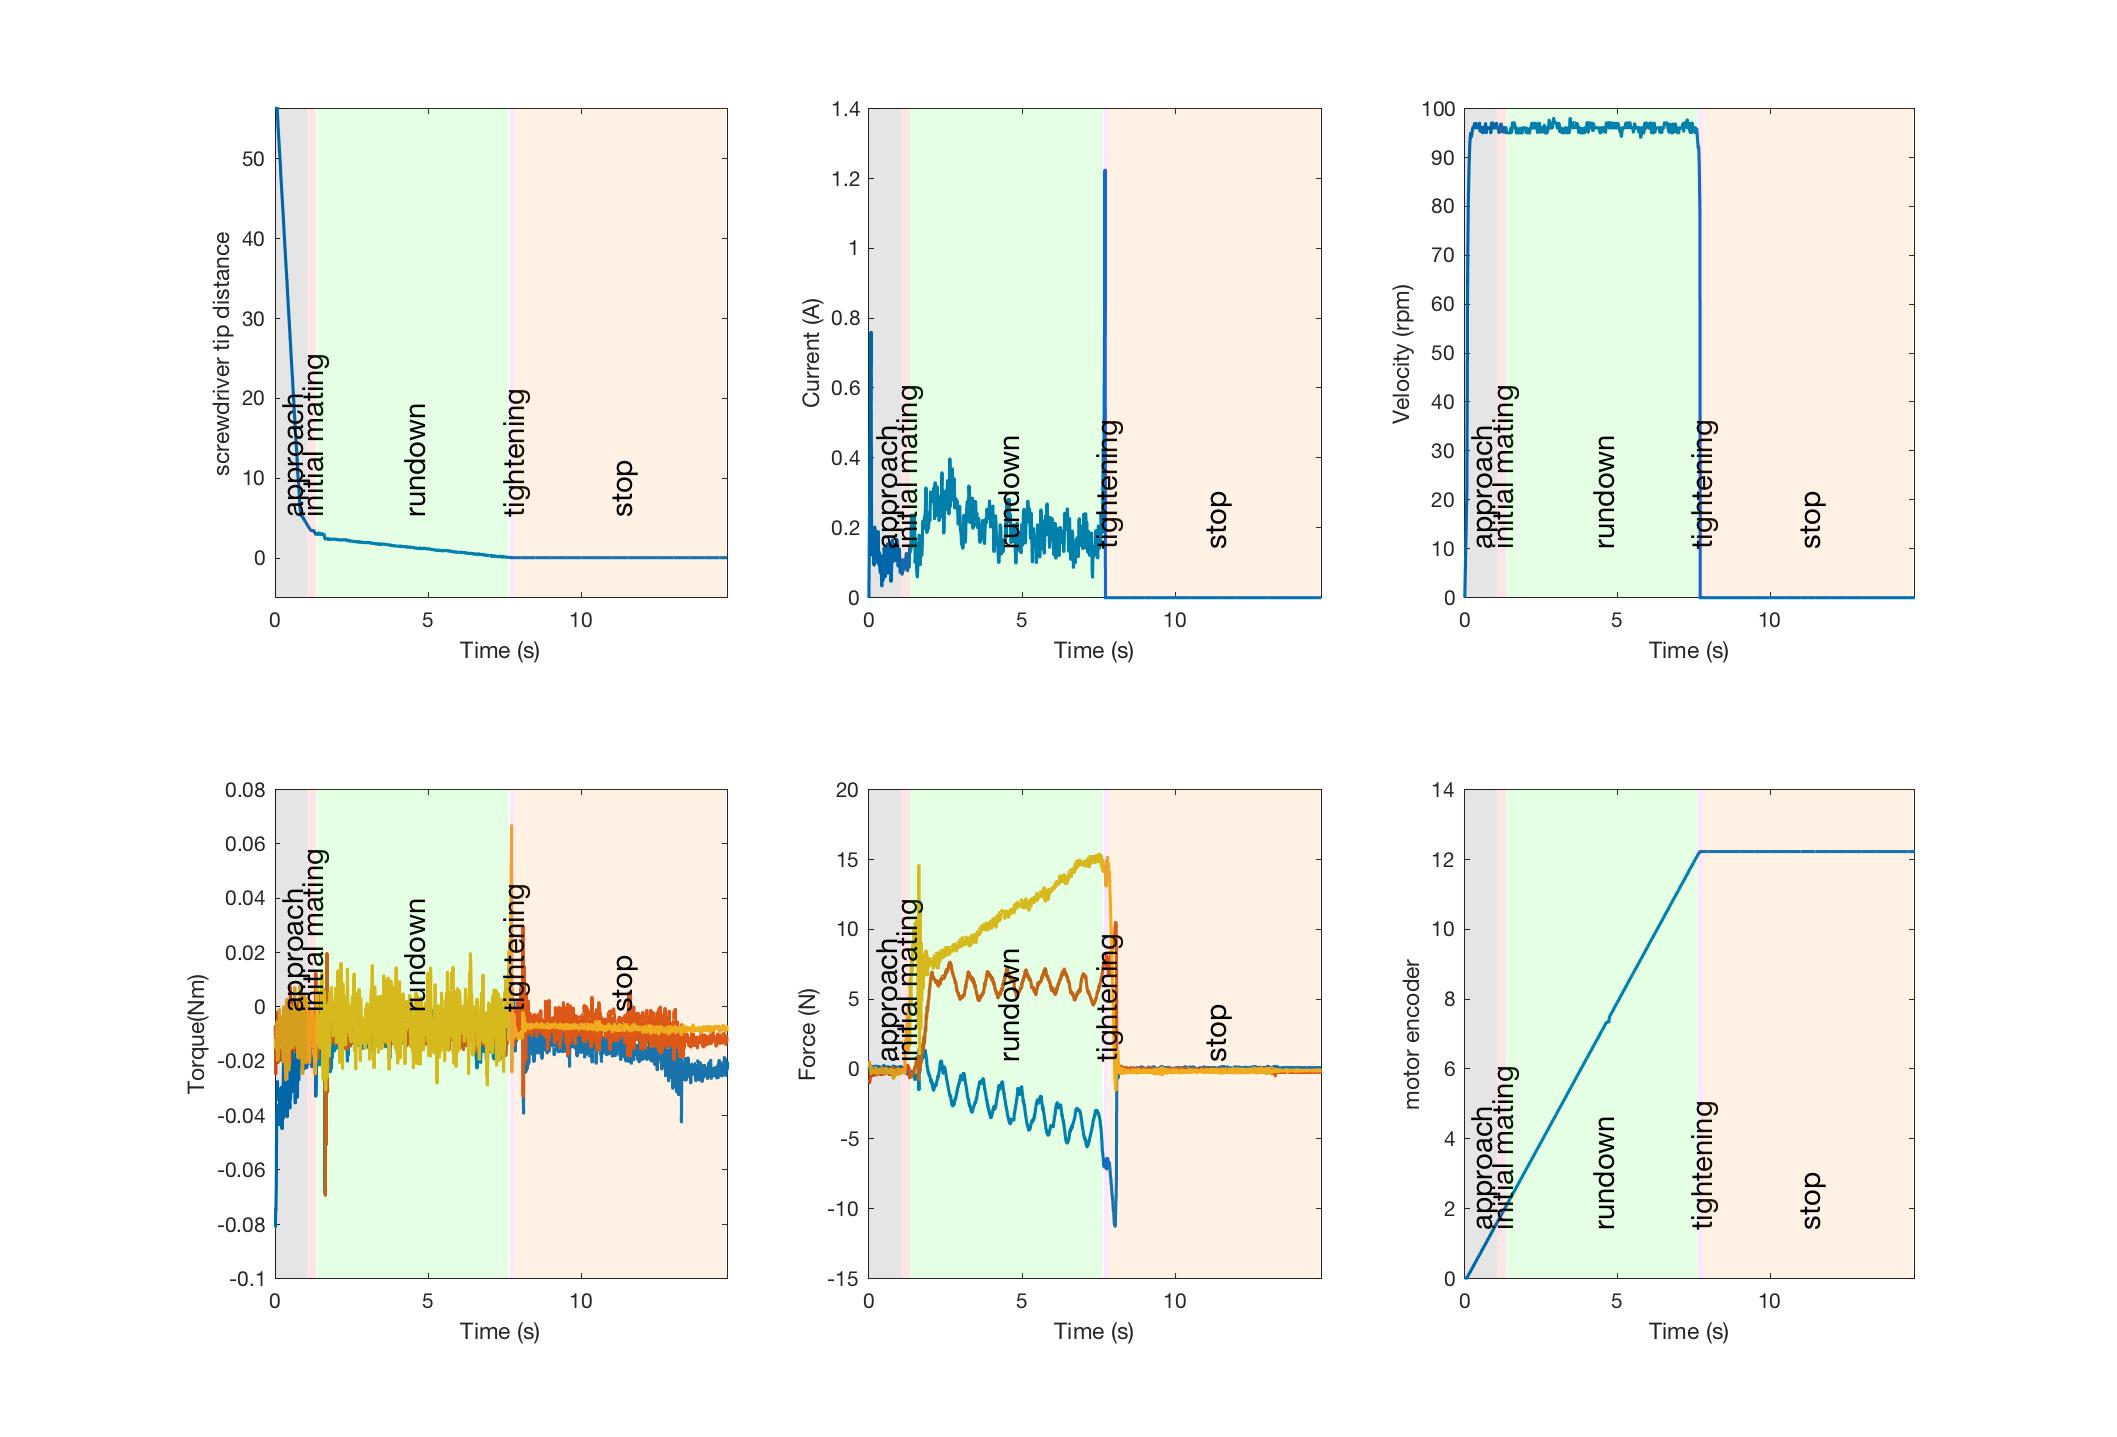 screwdriver tip distance
50
40
30
20
10
0
approach
initial mating
rundown
tightening
stop
0 5 10
Time (s)
Current (A)
1.4
1.2
1
0.8
0.6
0.4
0.2
0
approach
initial mating
rundown
tightening
stop
0 5 10
Time (s)
Velocity (rpm)
100
90
80
70
60
50
40
30
20
10
0
approach
initial mating
rundown
tightening
stop
0 5 10
Time (s)
Torque(Nm)
0.08
0.06
0.04
0.02
0
-0.02
-0.04
-0.06
-0.08
-0.1
approach
initial mating
rundown
tightening
stop
0 5 10
Time (s)
Force (N)
20
15
10
5
0
-5
-10
-15
approach
initial mating
rundown
tightening
stop
0 5 10
Time (s)
motor encoder
14
12
10
8
6
4
2
0
approach
initial mating
rundown
tightening
stop
0 5 10
Time (s)